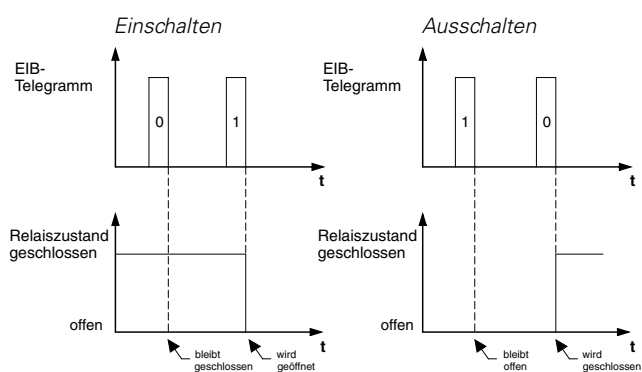 Einschalten
EIB-
Telegramm
0
1
t
Relaiszustand
geschlossen
offen
t
bleibt
geschlossen
wird
geöffnet
Ausschalten
EIB-
Telegramm
1
0
t
Relaiszustand
geschlossen
offen
t
bleibt
offen
wird
geschlossen